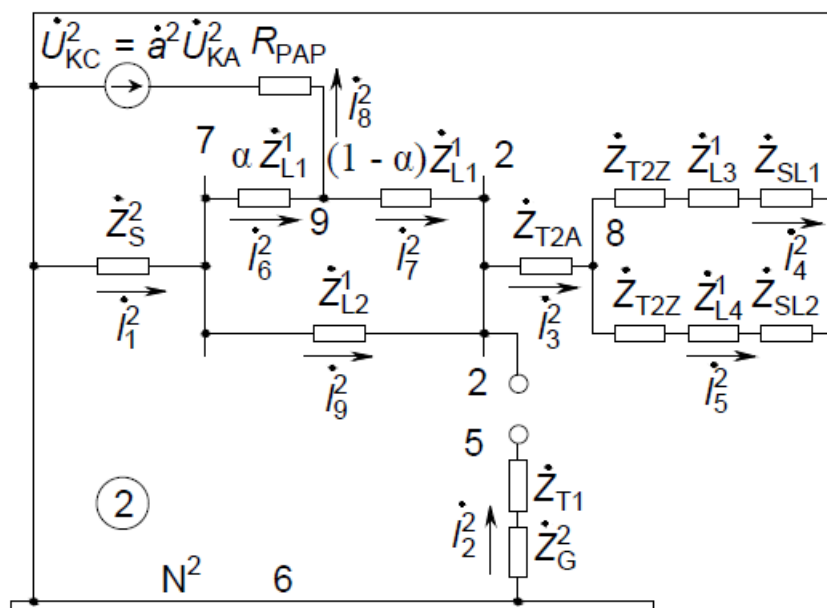 U̇²KC = ȧ²U̇²KA RPAP
İ²8
7 α Ż¹L1 (1 - α)Ż¹L1 2
ŻT2Z Ż¹L3 ŻSL1
Ż²S 9 ŻT2A 8
İ²6 İ²7 İ²4
Ż¹L2 ŻT2Z Ż¹L4 ŻSL2
İ²1 İ²3
İ²9 2 İ²5
5
2 ŻT1
İ²2 Ż²G
N² 6